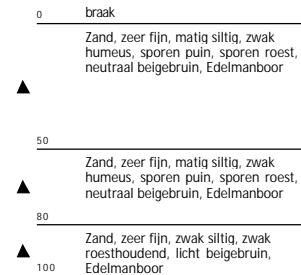 0 braak
Zand, zeer fijn, matig siltig, zwak
humeus, sporen puin, sporen roest,
neutraal beigebruin, Edelmanboor
50
Zand, zeer fijn, matig siltig, zwak
humeus, sporen puin, sporen roest,
neutraal beigebruin, Edelmanboor
80
Zand, zeer fijn, zwak siltig, zwak
roesthoudend, licht beigebruin,
100 Edelmanboor